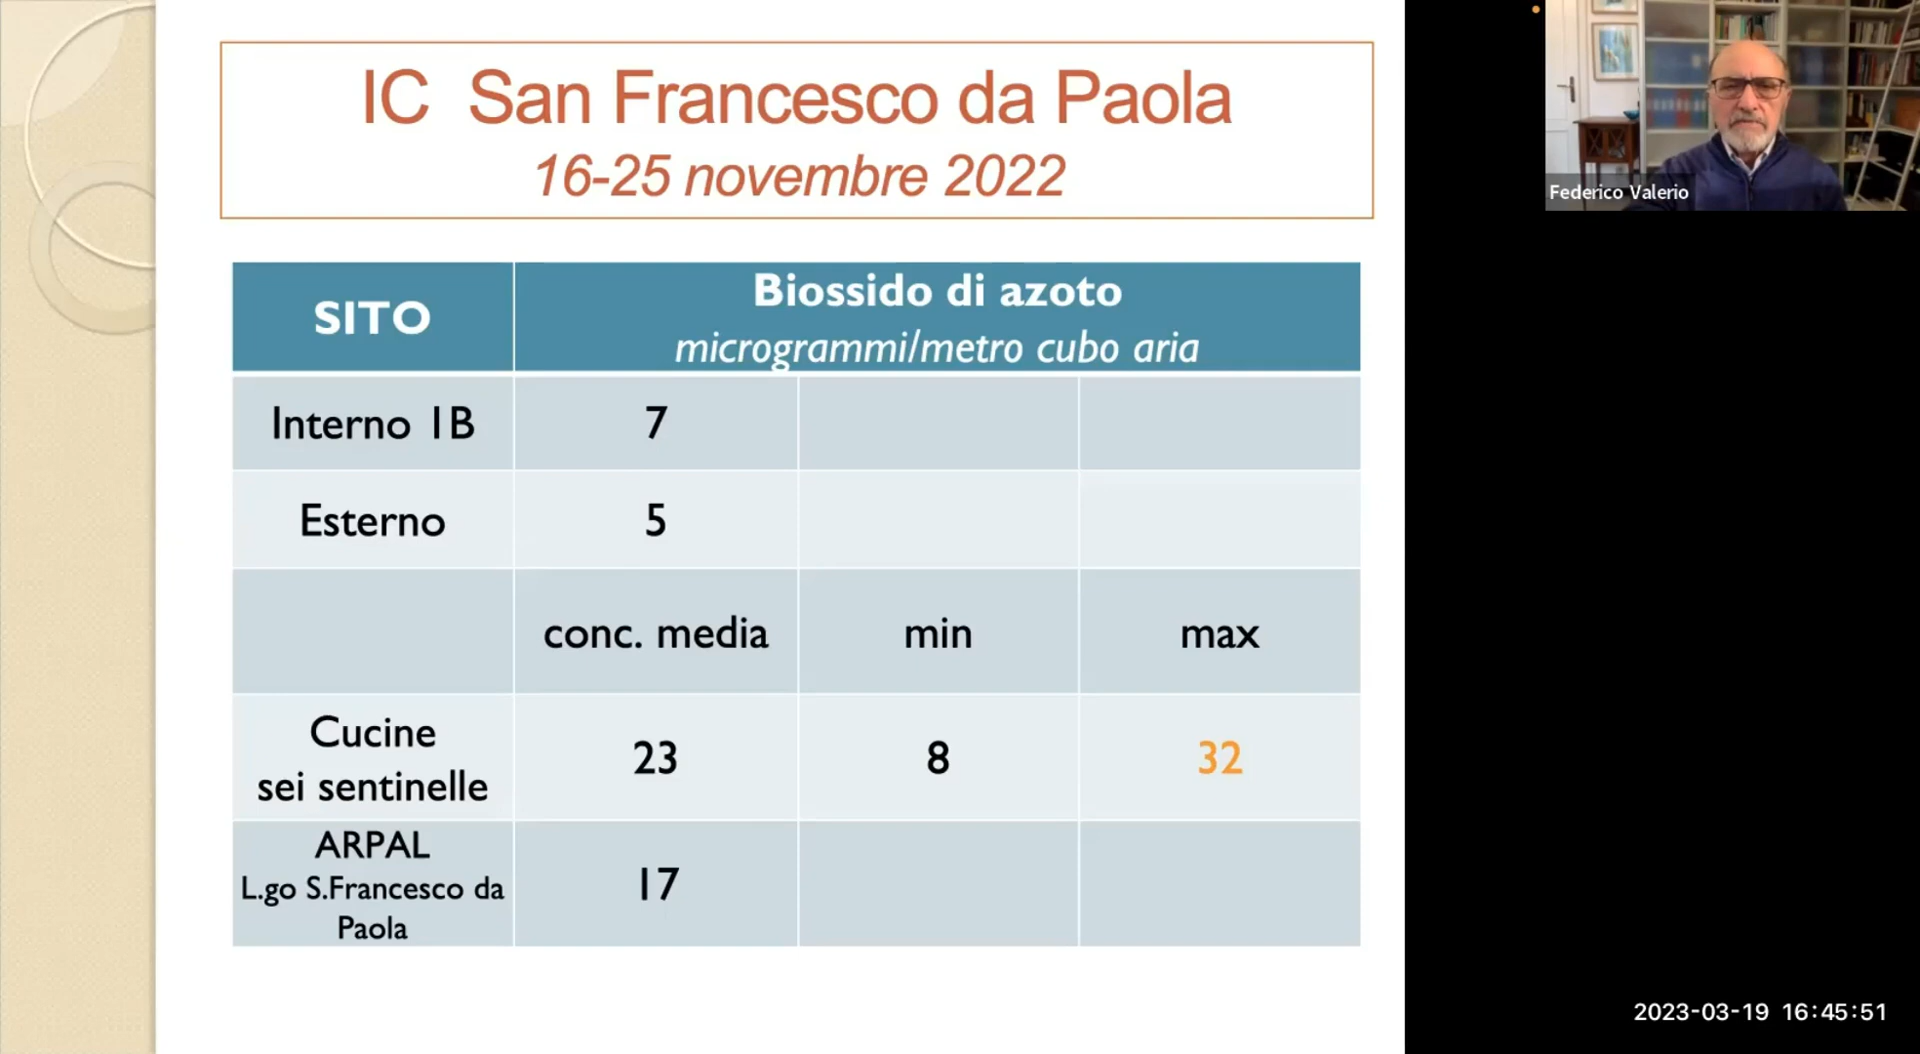 IC San Francesco da Paola
16-25 novembre 2022
SITO
Biossido di azoto
microgrammi/metro cubo aria
Interno 1B
7
Esterno
5
conc. media
min
max
Cucine
sei sentinelle
23
8
32
ARPAL
L.go S.Francesco da
Paola
17
Federico Valerio
2023-03-19 16:45:51